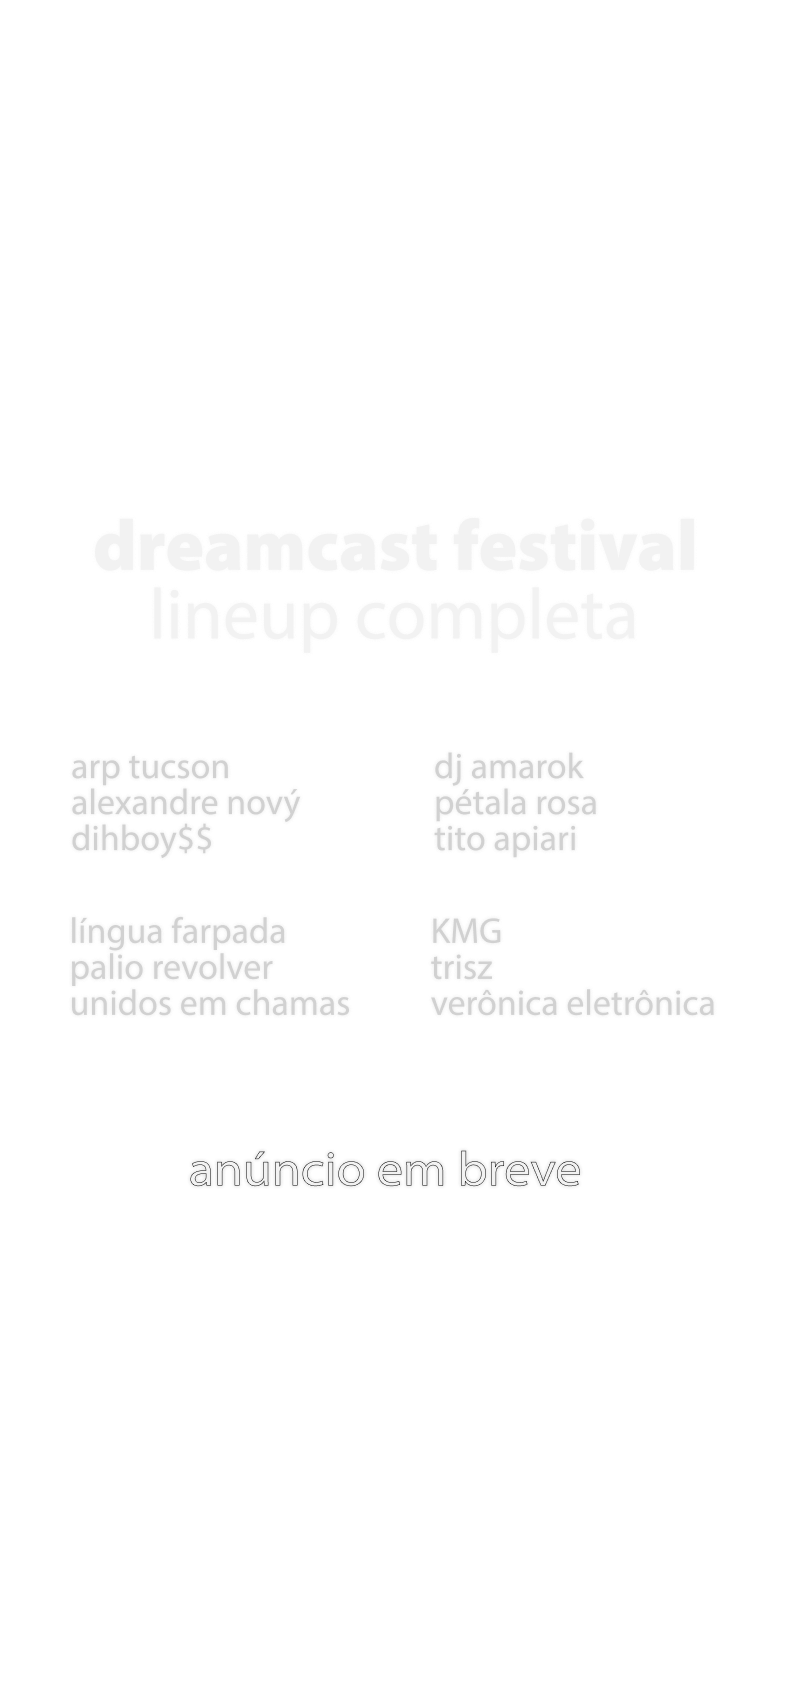 dreamcast festival
lineup completa
arp tucson
alexandre nový
dihboy$$
dj amarok
pétala rosa
tito apiari
língua farpada
palio revolver
unidos em chamas
KMG
trisz
verônica eletrônica
anúncio em breve